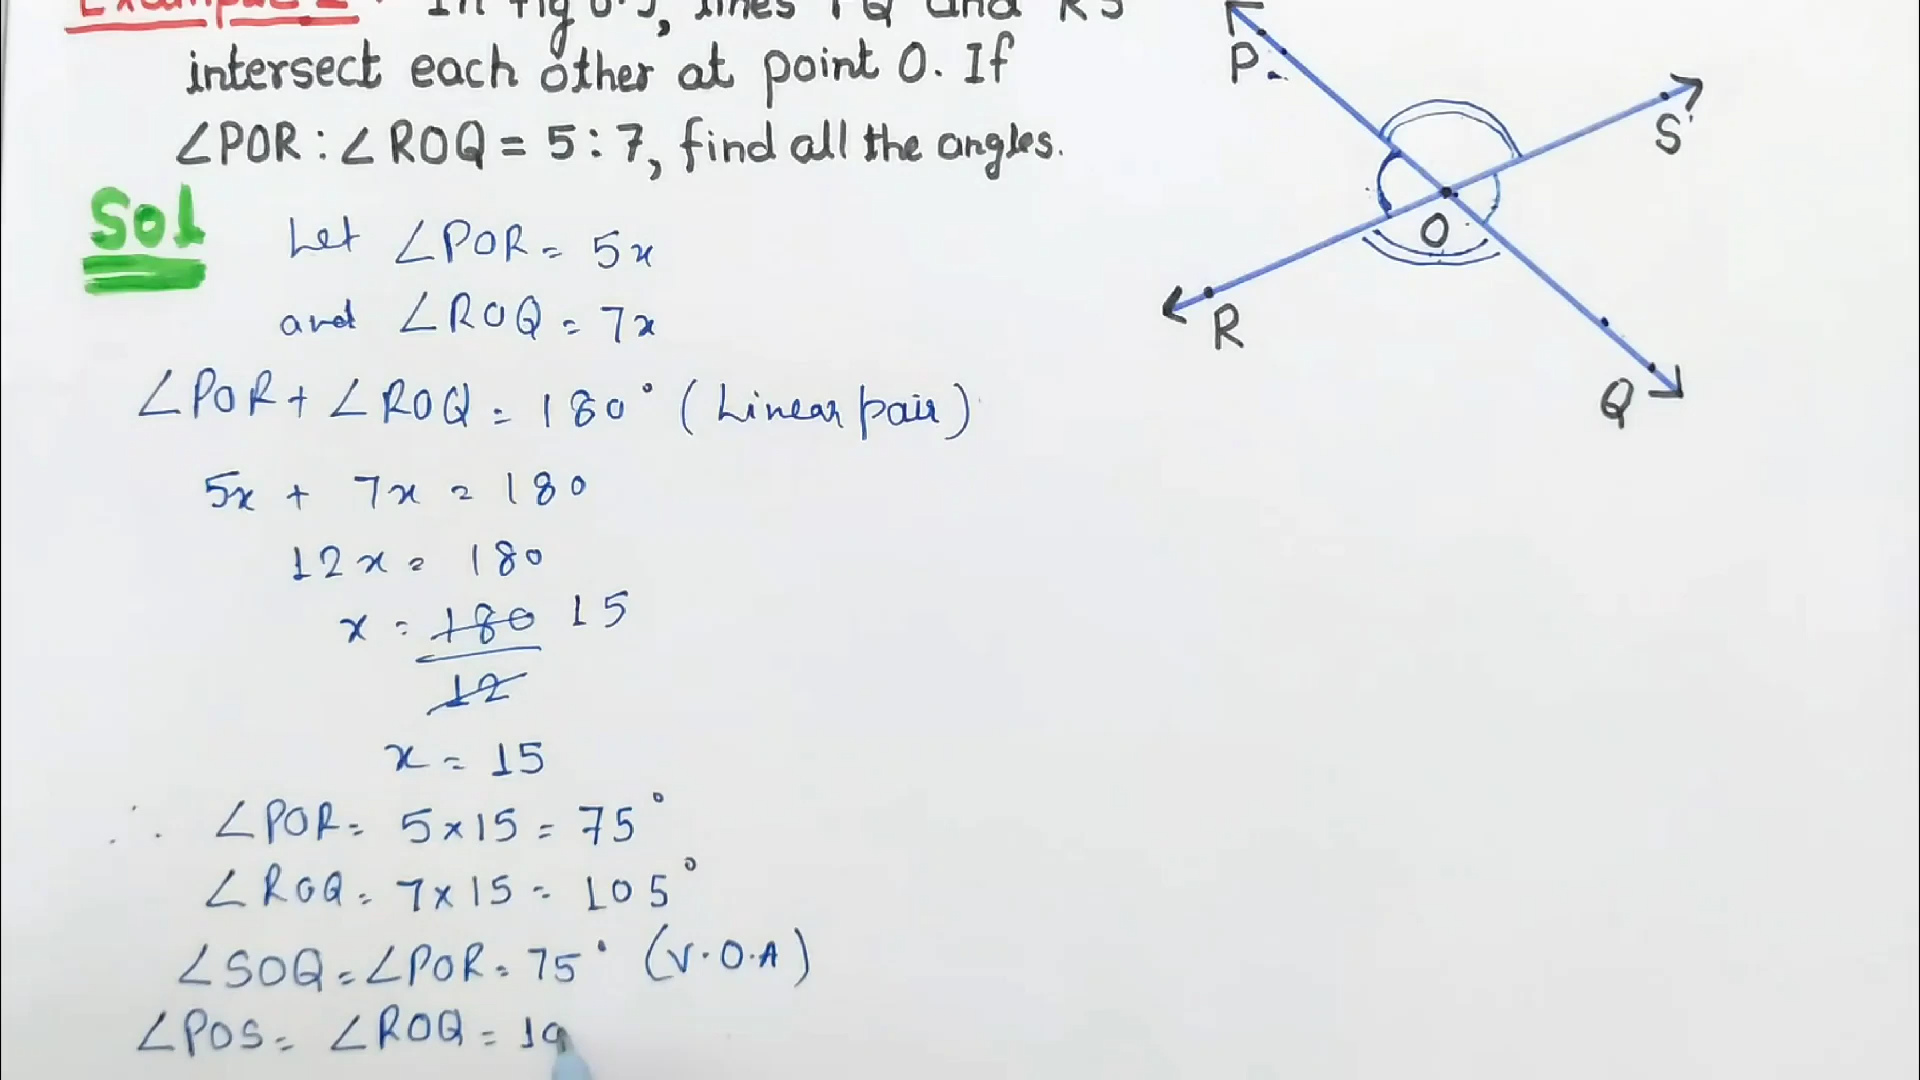 intersect each other at point O. If
∠POR : ∠ROQ = 5 : 7, find all the angles.
Sol
Let ∠POR = 5x
and ∠ROQ = 7x
∠POR + ∠ROQ = 180° (Linear pair)
5x + 7x = 180
12x = 180
x = 180 15
12
x = 15
∴ ∠POR = 5 x 15 = 75°
∠ROQ = 7 x 15 = 105°
∠SOQ = ∠POR = 75° (V.O.A)
∠POS = ∠ROQ =
P
S
O
R
Q